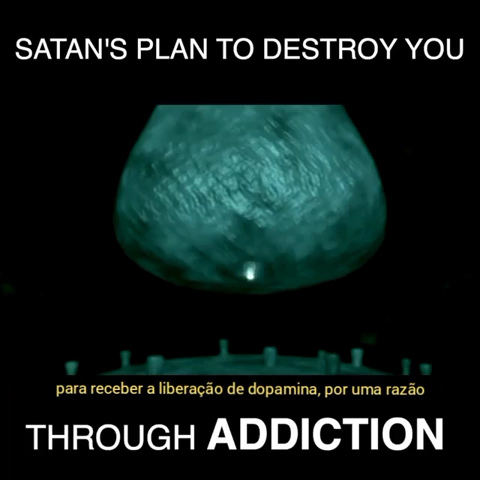 SATAN'S PLAN TO DESTROY YOU
para receber a liberação de dopamina, por uma razão
THROUGH ADDICTION